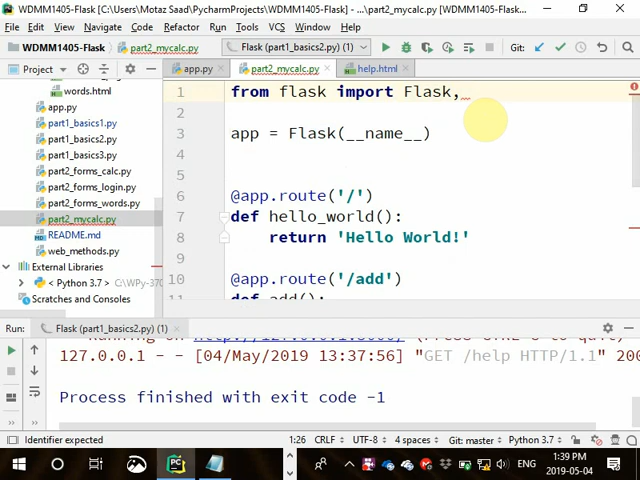 WDMM1405-Flask [C:\Users\Motaz Saad\PycharmProjects\WDMM1405-Flask] - ...\part2_mycalc.py [WDMM1405-Flask...
File Edit View Navigate Code Refactor Run Tools VCS Window Help
WDMM1405-Flask part2_mycalc.py Flask (part1_basics2.py) Git:
Project app.py part2_mycalc.py help.html
words.html
app.py
part1_basics1.py
part1_basics2.py
part1_basics3.py
part2_forms_calc.py
part2_forms_login.py
part2_forms_words.py
part2_mycalc.py
README.md
web_methods.py
External Libraries
< Python 3.7 > C:\WPy-370
Scratches and Consoles
1 from flask import Flask,
2
3 app = Flask(__name__)
4
5
6 @app.route('/')
7 def hello_world():
8 return 'Hello World!'
9
10 @app.route('/add')
11 def add():
Run: Flask (part1_basics2.py) (1)
127.0.0.1 - - [04/May/2019 13:37:56] "GET /help HTTP/1.1" 200
Process finished with exit code -1
Identifier expected 1:26 CRLF UTF-8 4 spaces Git: master Python 3.7
ENG 1:39 PM
2019-05-04